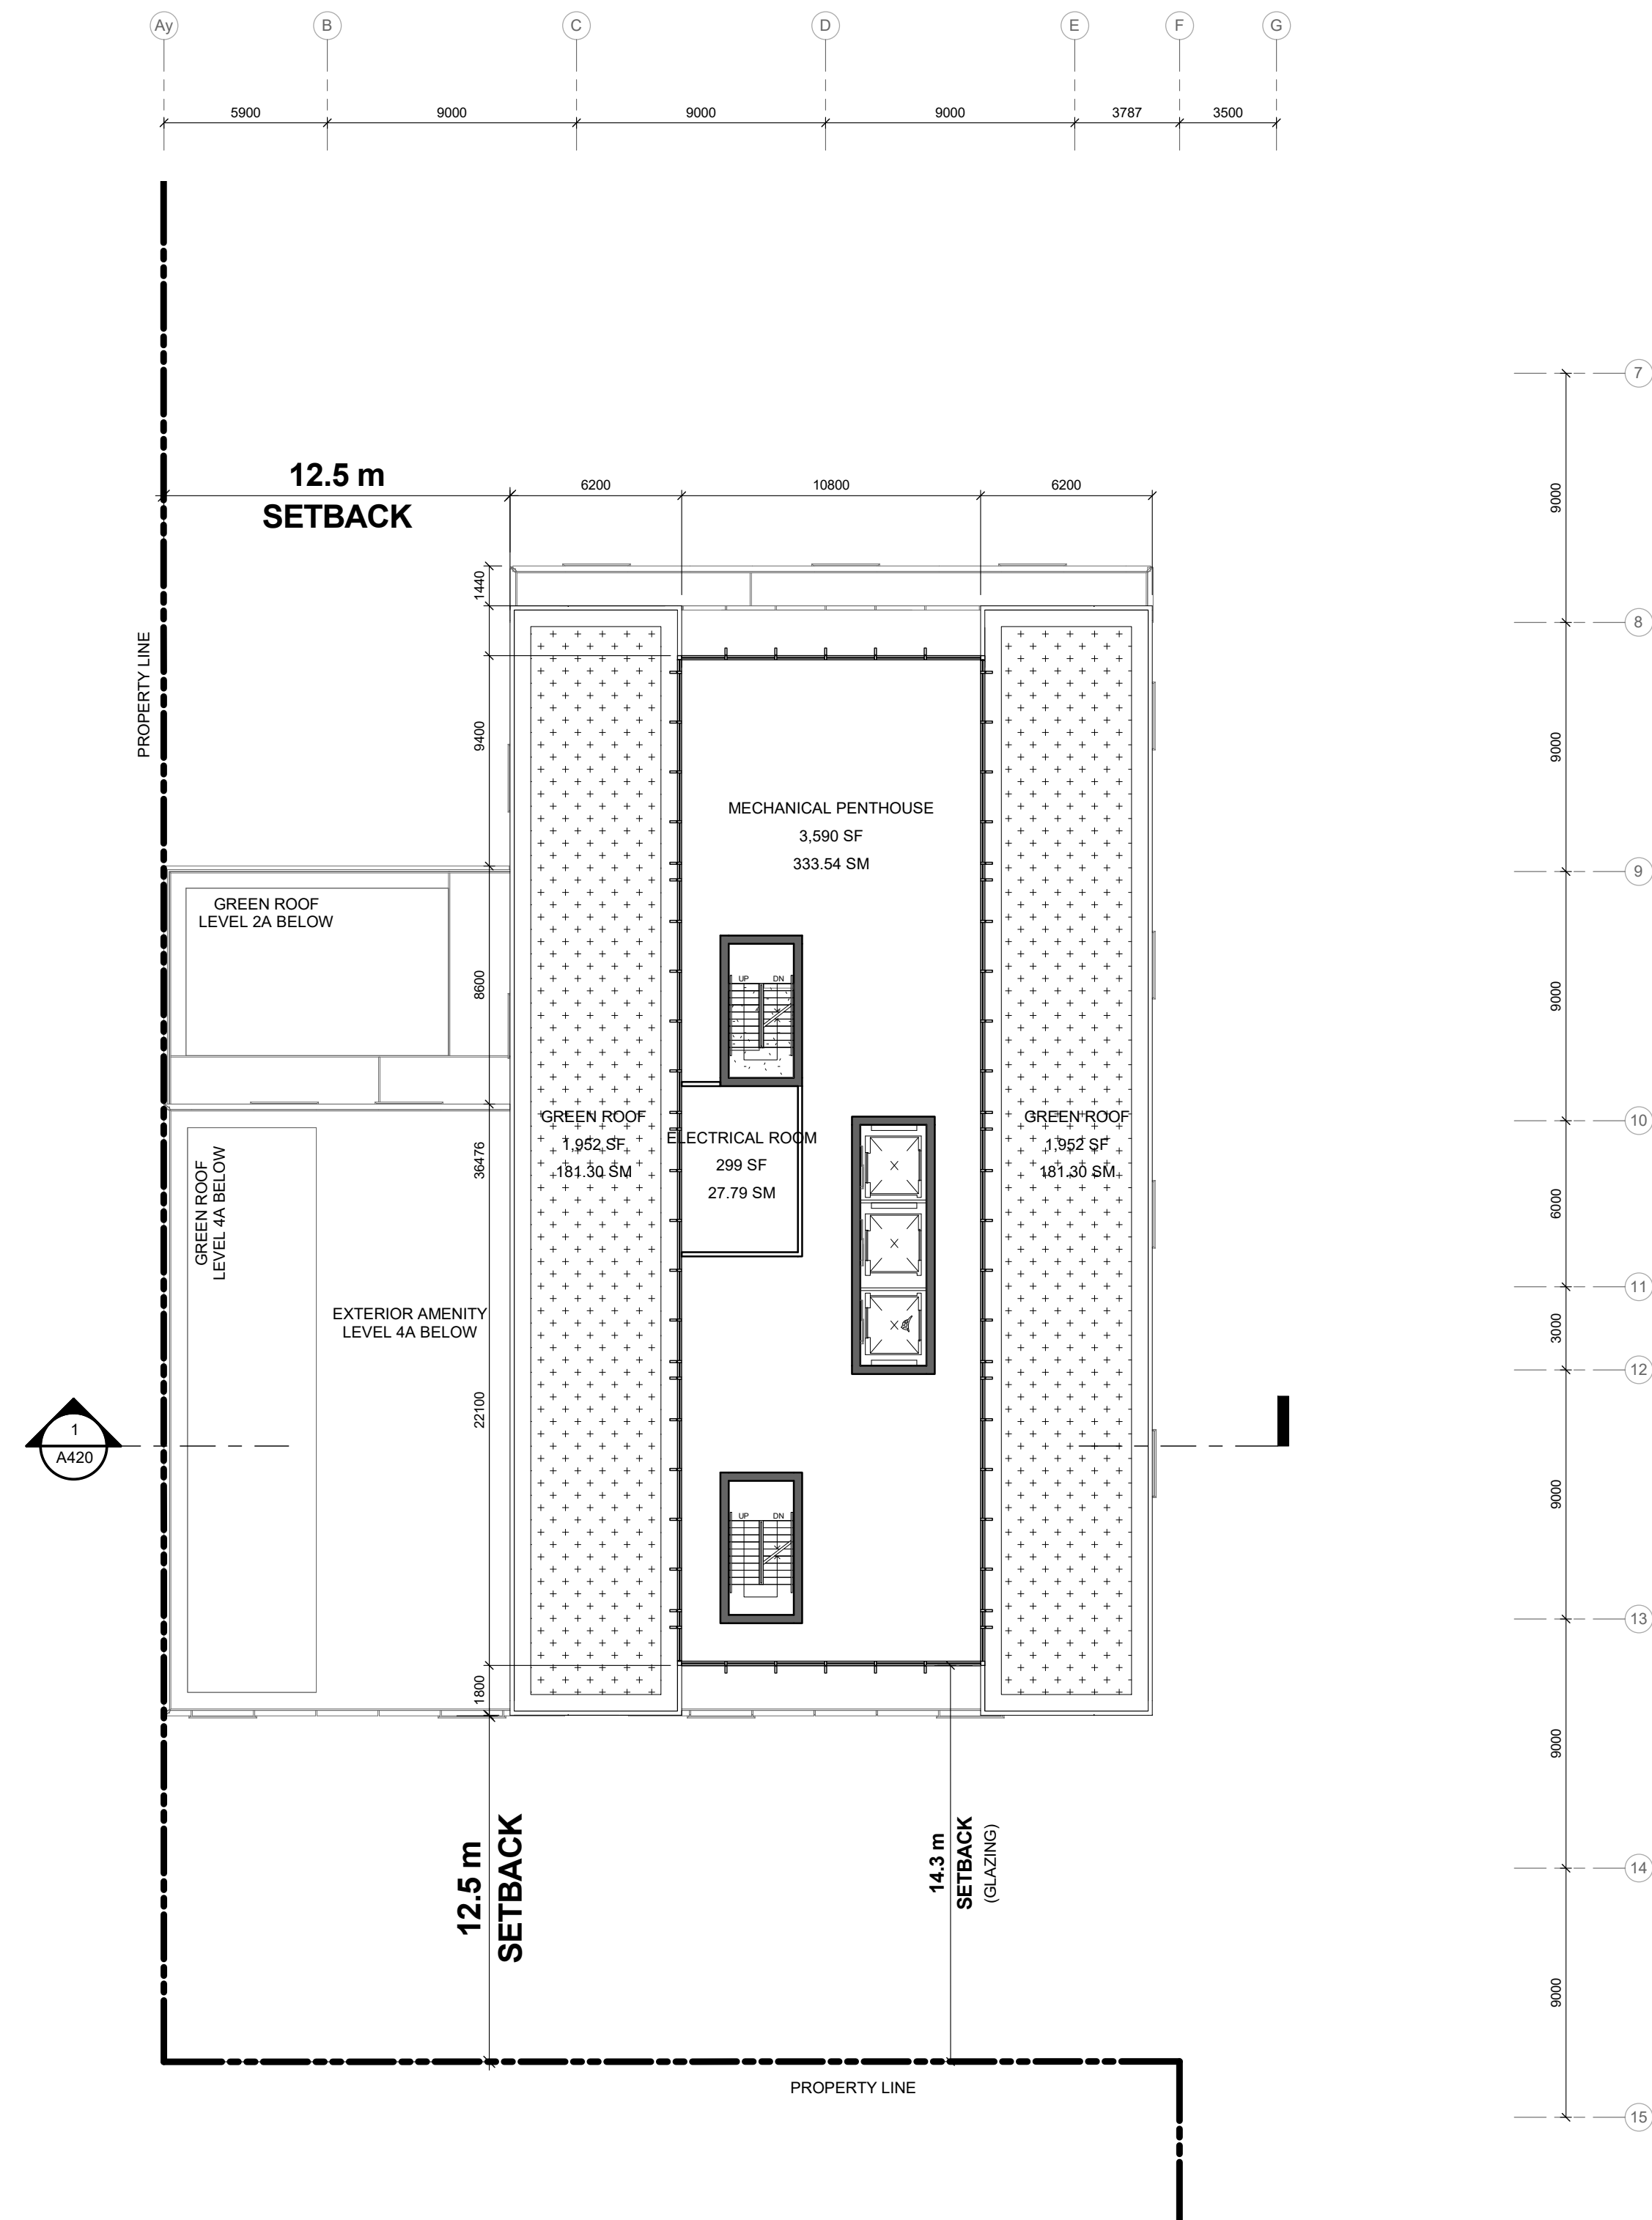 Ay
B
C
D
E
F
G
5900
9000
9000
9000
3787
3500
7
12.5 m
SETBACK
6200
10800
6200
9000
1440
8
PROPERTY LINE
9400
9000
MECHANICAL PENTHOUSE
3,590 SF
333.54 SM
9
GREEN ROOF
LEVEL 2A BELOW
8600
UP
DN
9000
GREEN ROOF
1,952 SF
181.30 SM
ELECTRICAL ROOM
299 SF
27.79 SM
GREEN ROOF
1,952 SF
181.30 SM
10
36476
GREEN ROOF
LEVEL 4A BELOW
6000
11
EXTERIOR AMENITY
LEVEL 4A BELOW
3000
12
22100
1
A420
9000
UP
DN
13
1800
9000
12.5 m
SETBACK
14.3 m
SETBACK
(GLAZING)
14
9000
PROPERTY LINE
15